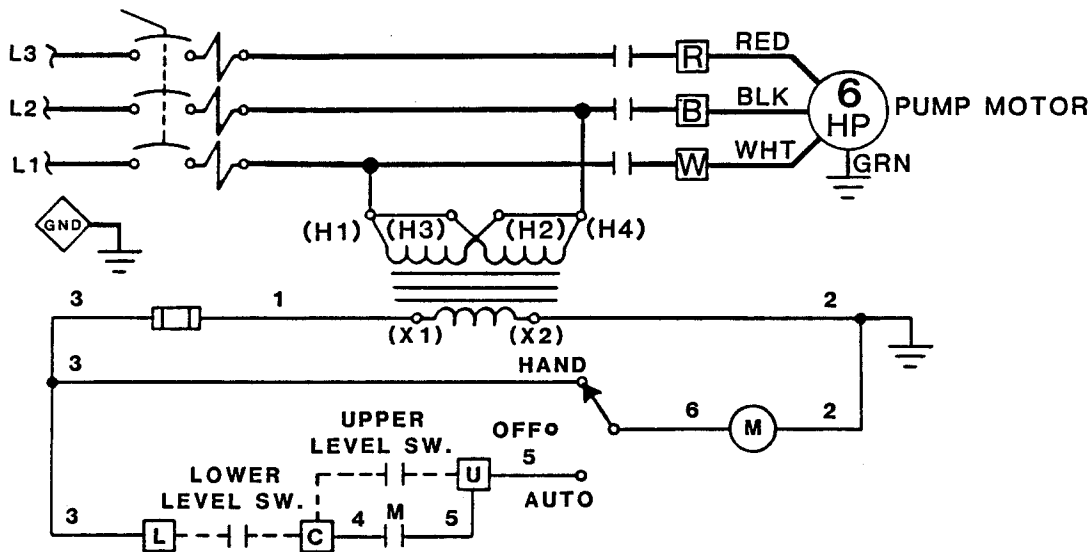 L3 R RED
L2 B BLK 6 HP PUMP MOTOR
L1 W WHT GRN
GND
(H1) (H3) (H2) (H4)
3 1 (X1) (X2) 2
3 HAND
6 M 2
UPPER LEVEL SW. OFF
5
AUTO
LOWER LEVEL SW.
U
3 L C 4 M 5